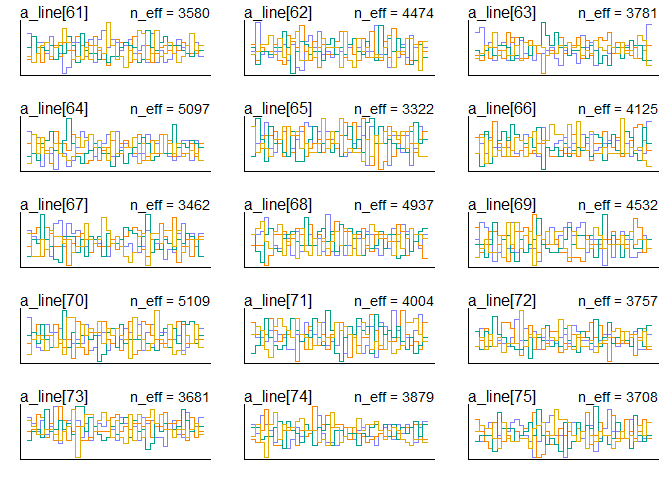 a_line[61] n_eff = 3580 a_line[62] n_eff = 4474 a_line[63] n_eff = 3781
a_line[64] n_eff = 5097 a_line[65] n_eff = 3322 a_line[66] n_eff = 4125
a_line[67] n_eff = 3462 a_line[68] n_eff = 4937 a_line[69] n_eff = 4532
a_line[70] n_eff = 5109 a_line[71] n_eff = 4004 a_line[72] n_eff = 3757
a_line[73] n_eff = 3681 a_line[74] n_eff = 3879 a_line[75] n_eff = 3708